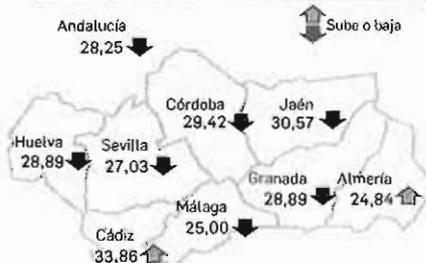 Andalucía
28,25
Sube o baja
Córdoba
29,42
Jaén
30,57
Huelva
28,89
Sevilla
27,03
Granada
28,89
Almería
24,84
Málaga
25,00
Cádiz
33,86